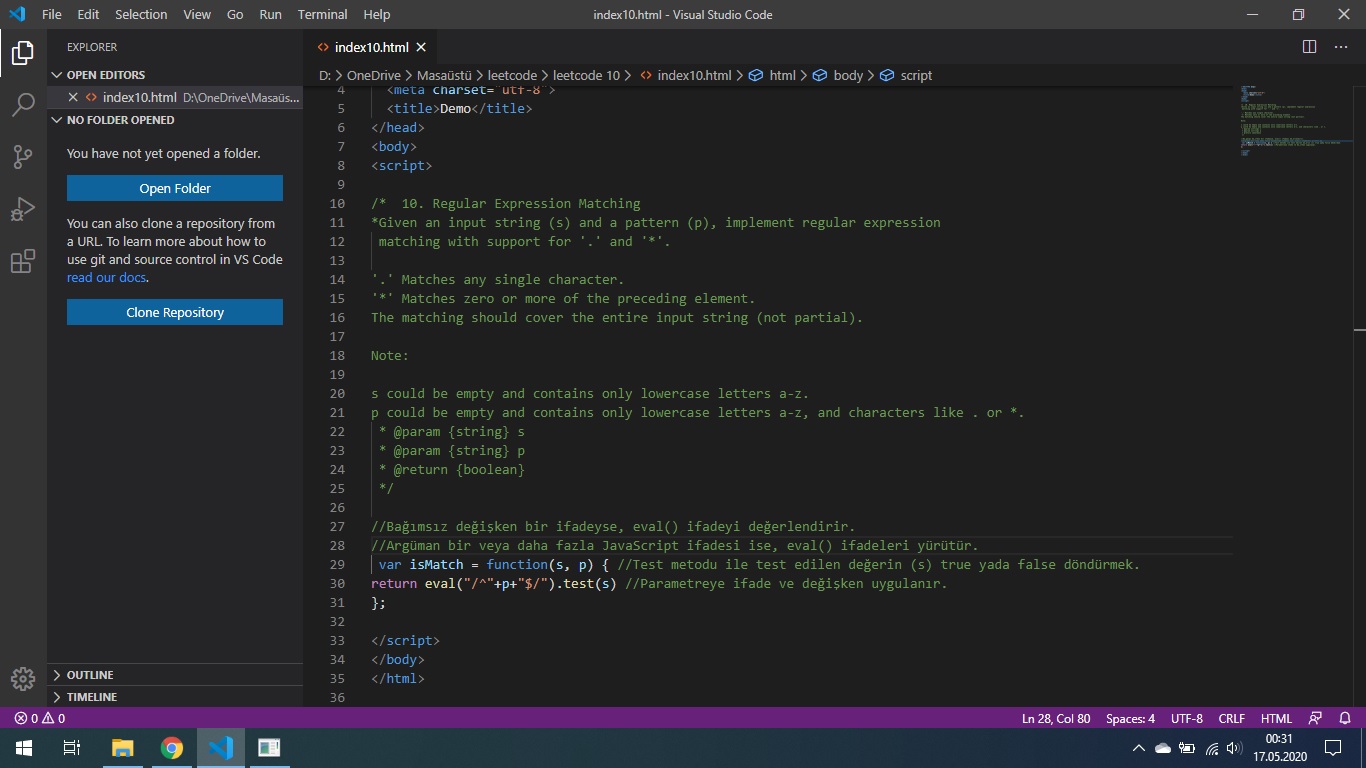 File Edit Selection View Go Run Terminal Help
index10.html - Visual Studio Code
EXPLORER
OPEN EDITORS
index10.html D:\OneDrive\Masaüs...
NO FOLDER OPENED
You have not yet opened a folder.
Open Folder
You can also clone a repository from
a URL. To learn more about how to
use git and source control in VS Code
read our docs.
Clone Repository
OUTLINE
TIMELINE
index10.html
D: > OneDrive > Masaüstü > leetcode > leetcode 10 > index10.html > html > body > script
4 <meta charset="utf-8">
5 <title>Demo</title>
6 </head>
7 <body>
8 <script>
9
10 /*  10. Regular Expression Matching
11 *Given an input string (s) and a pattern (p), implement regular expression
12 matching with support for '.' and '*'.
13
14 '.' Matches any single character.
15 '*' Matches zero or more of the preceding element.
16 The matching should cover the entire input string (not partial).
17
18 Note:
19
20 s could be empty and contains only lowercase letters a-z.
21 p could be empty and contains only lowercase letters a-z, and characters like . or *.
22 * @param {string} s
23 * @param {string} p
24 * @return {boolean}
25 */
26
27 //Bağımsız değişken bir ifadeyse, eval() ifadeyi değerlendirir.
28 //Argüman bir veya daha fazla JavaScript ifadesi ise, eval() ifadeleri yürütür.
29 var isMatch = function(s, p) { //Test metodu ile test edilen değerin (s) true yada false döndürmek.
30 return eval("/^"+p+"$/").test(s) //Parametreye ifade ve değişken uygulanır.
31 };
32
33 </script>
34 </body>
35 </html>
36
0 0
Ln 28, Col 80 Spaces: 4 UTF-8 CRLF HTML
00:31
17.05.2020